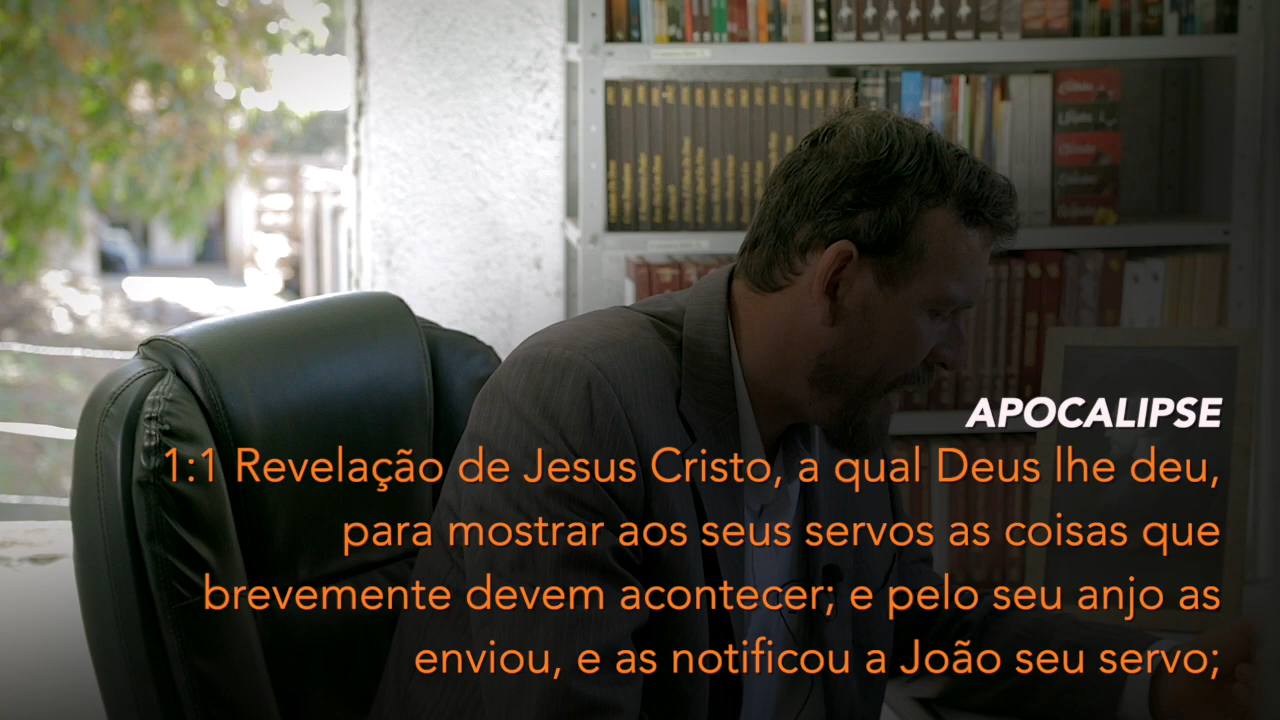 APOCALIPSE
1:1 Revelação de Jesus Cristo, a qual Deus lhe deu,
para mostrar aos seus servos as coisas que
brevemente devem acontecer; e pelo seu anjo as
enviou, e as notificou a João seu servo;